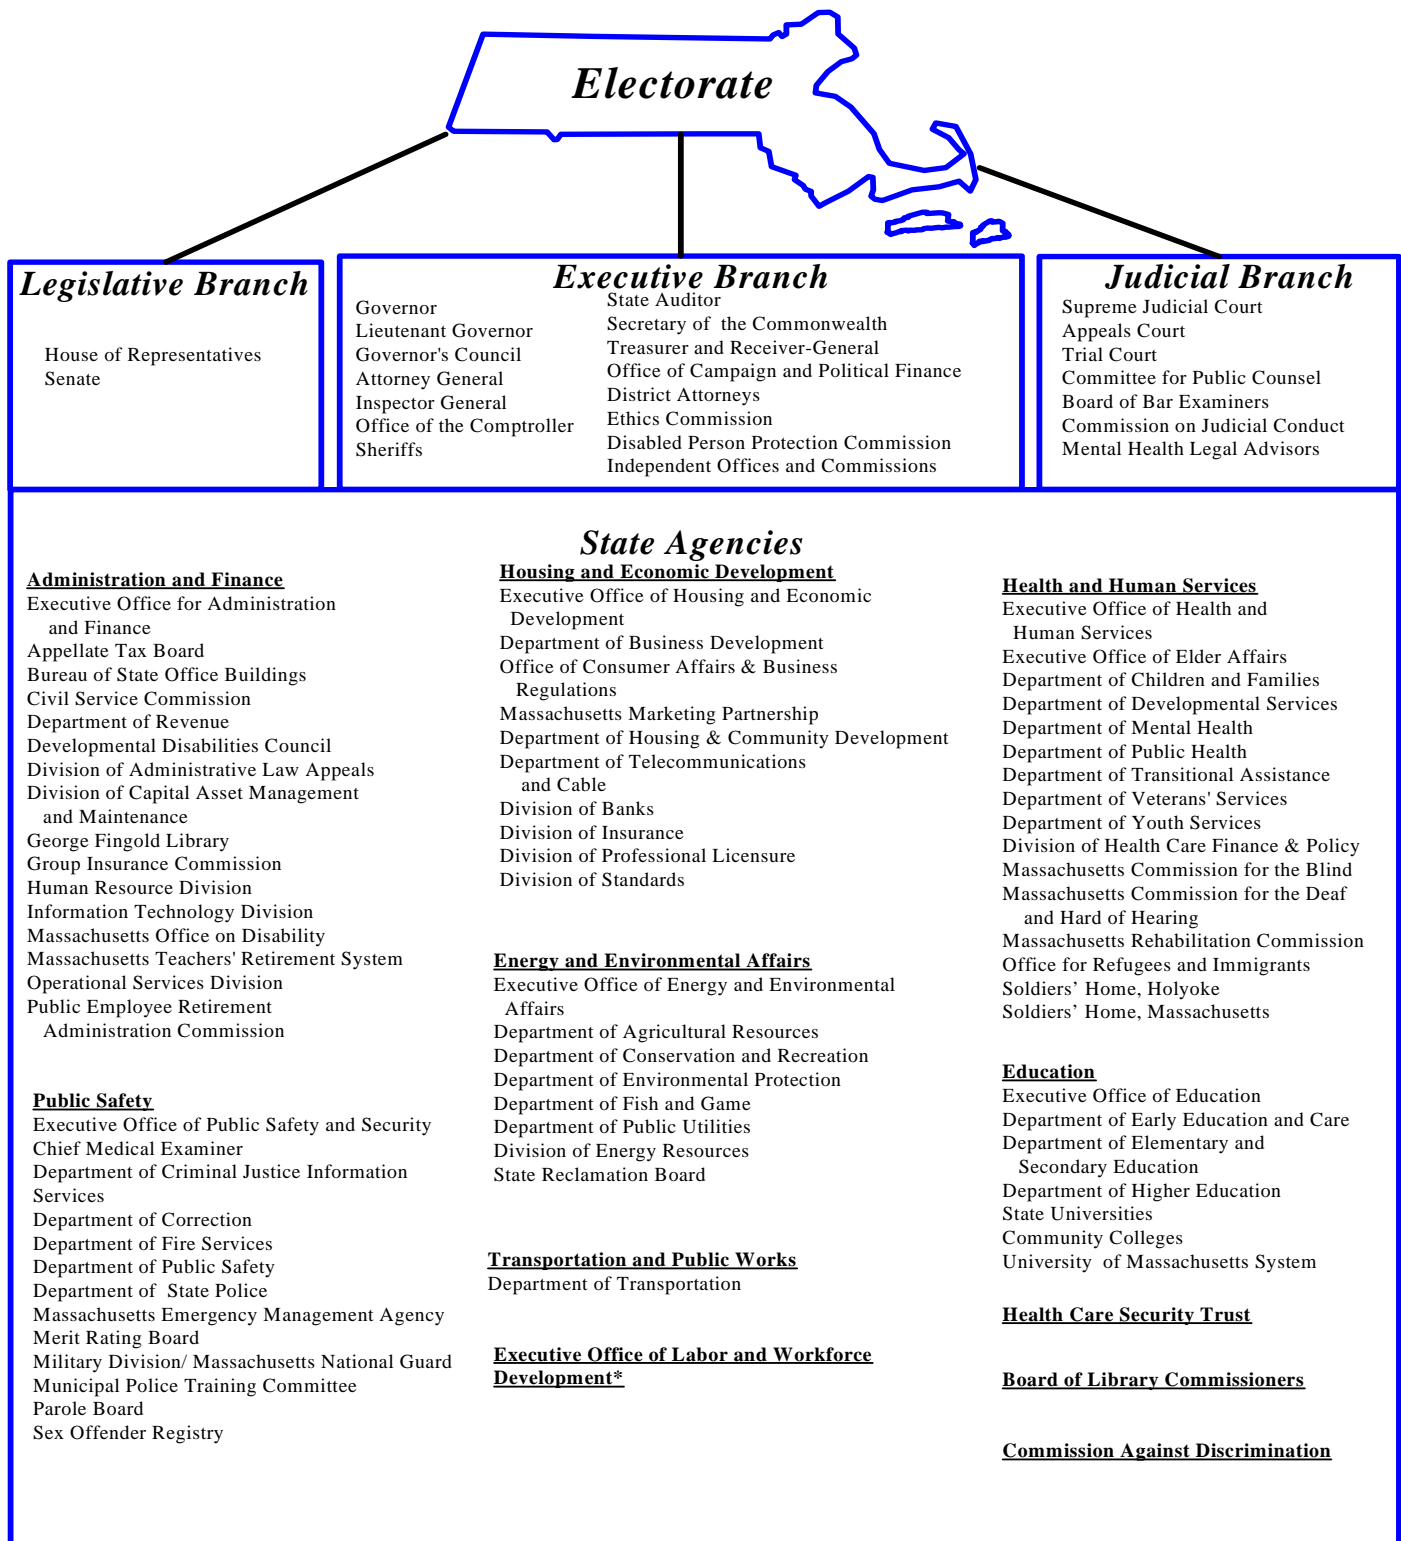 Electorate
Legislative Branch
House of Representatives
Senate
Executive Branch
Governor
Lieutenant Governor
Governor's Council
Attorney General
Inspector General
Office of the Comptroller
Sheriffs
State Auditor
Secretary of the Commonwealth
Treasurer and Receiver-General
Office of Campaign and Political Finance
District Attorneys
Ethics Commission
Disabled Person Protection Commission
Independent Offices and Commissions
Judicial Branch
Supreme Judicial Court
Appeals Court
Trial Court
Committee for Public Counsel
Board of Bar Examiners
Commission on Judicial Conduct
Mental Health Legal Advisors
State Agencies
Administration and Finance
Executive Office for Administration
and Finance
Appellate Tax Board
Bureau of State Office Buildings
Civil Service Commission
Department of Revenue
Developmental Disabilities Council
Division of Administrative Law Appeals
Division of Capital Asset Management
and Maintenance
George Fingold Library
Group Insurance Commission
Human Resource Division
Information Technology Division
Massachusetts Office on Disability
Massachusetts Teachers' Retirement System
Operational Services Division
Public Employee Retirement
Administration Commission
Public Safety
Executive Office of Public Safety and Security
Chief Medical Examiner
Department of Criminal Justice Information
Services
Department of Correction
Department of Fire Services
Department of Public Safety
Department of State Police
Massachusetts Emergency Management Agency
Merit Rating Board
Military Division/ Massachusetts National Guard
Municipal Police Training Committee
Parole Board
Sex Offender Registry
Housing and Economic Development
Executive Office of Housing and Economic
Development
Department of Business Development
Office of Consumer Affairs & Business
Regulations
Massachusetts Marketing Partnership
Department of Housing & Community Development
Department of Telecommunications
and Cable
Division of Banks
Division of Insurance
Division of Professional Licensure
Division of Standards
Energy and Environmental Affairs
Executive Office of Energy and Environmental
Affairs
Department of Agricultural Resources
Department of Conservation and Recreation
Department of Environmental Protection
Department of Fish and Game
Department of Public Utilities
Division of Energy Resources
State Reclamation Board
Transportation and Public Works
Department of Transportation
Executive Office of Labor and Workforce
Development*
Health and Human Services
Executive Office of Health and
Human Services
Executive Office of Elder Affairs
Department of Children and Families
Department of Developmental Services
Department of Mental Health
Department of Public Health
Department of Transitional Assistance
Department of Veterans' Services
Department of Youth Services
Division of Health Care Finance & Policy
Massachusetts Commission for the Blind
Massachusetts Commission for the Deaf
and Hard of Hearing
Massachusetts Rehabilitation Commission
Office for Refugees and Immigrants
Soldiers’ Home, Holyoke
Soldiers’ Home, Massachusetts
Education
Executive Office of Education
Department of Early Education and Care
Department of Elementary and
Secondary Education
Department of Higher Education
State Universities
Community Colleges
University of Massachusetts System
Health Care Security Trust
Board of Library Commissioners
Commission Against Discrimination